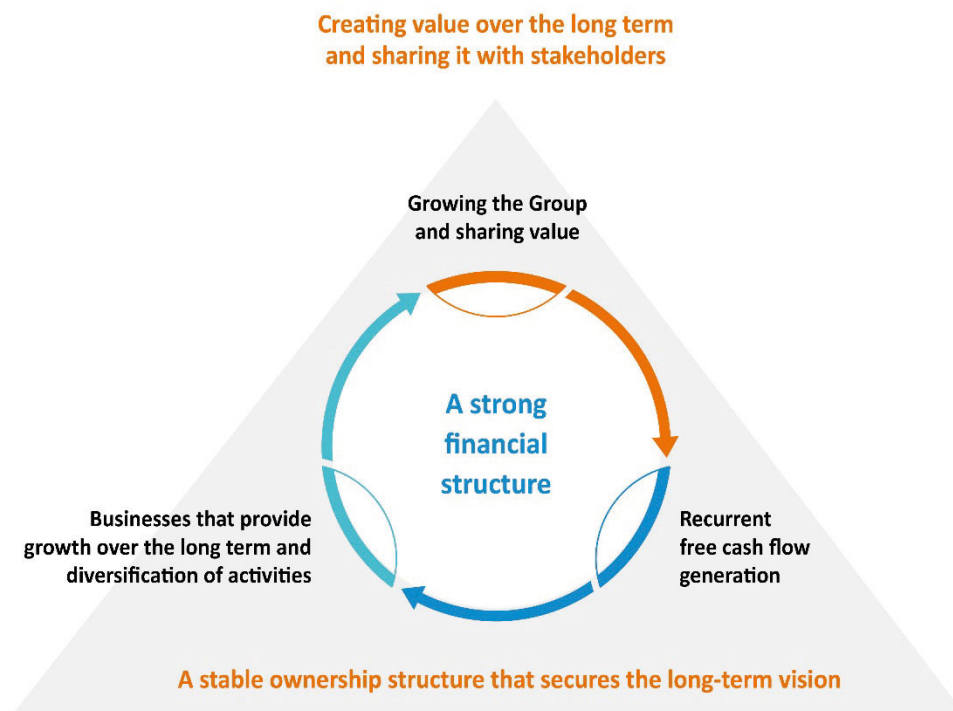 Creating value over the long term
and sharing it with stakeholders
Growing the Group
and sharing value
A strong
financial
structure
Businesses that provide
growth over the long term and
diversification of activities
Recurrent
free cash flow
generation
A stable ownership structure that secures the long-term vision